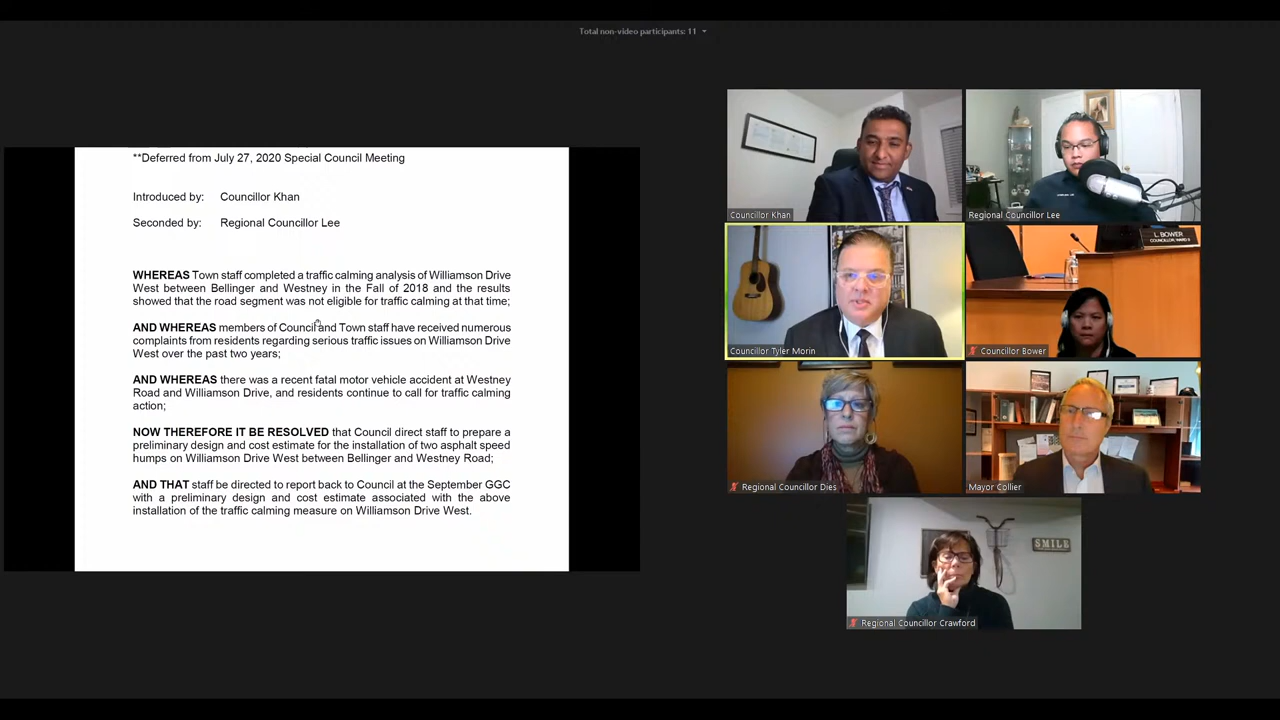 Total non-video participants: 11
**Deferred from July 27, 2020 Special Council Meeting
Introduced by: Councillor Khan
Seconded by: Regional Councillor Lee
WHEREAS Town staff completed a traffic calming analysis of Williamson Drive
West between Bellinger and Westney in the Fall of 2018 and the results
showed that the road segment was not eligible for traffic calming at that time;
AND WHEREAS members of Council and Town staff have received numerous
complaints from residents regarding serious traffic issues on Williamson Drive
West over the past two years;
AND WHEREAS there was a recent fatal motor vehicle accident at Westney
Road and Williamson Drive, and residents continue to call for traffic calming
action;
NOW THEREFORE IT BE RESOLVED that Council direct staff to prepare a
preliminary design and cost estimate for the installation of two asphalt speed
humps on Williamson Drive West between Bellinger and Westney Road;
AND THAT staff be directed to report back to Council at the September GGC
with a preliminary design and cost estimate associated with the above
installation of the traffic calming measure on Williamson Drive West.
Councillor Khan
Regional Councillor Lee
Councillor Tyler Morin
L. BOWER
Councillor Bower
Regional Councillor Dies
Mayor Collier
SMILE
Regional Councillor Crawford